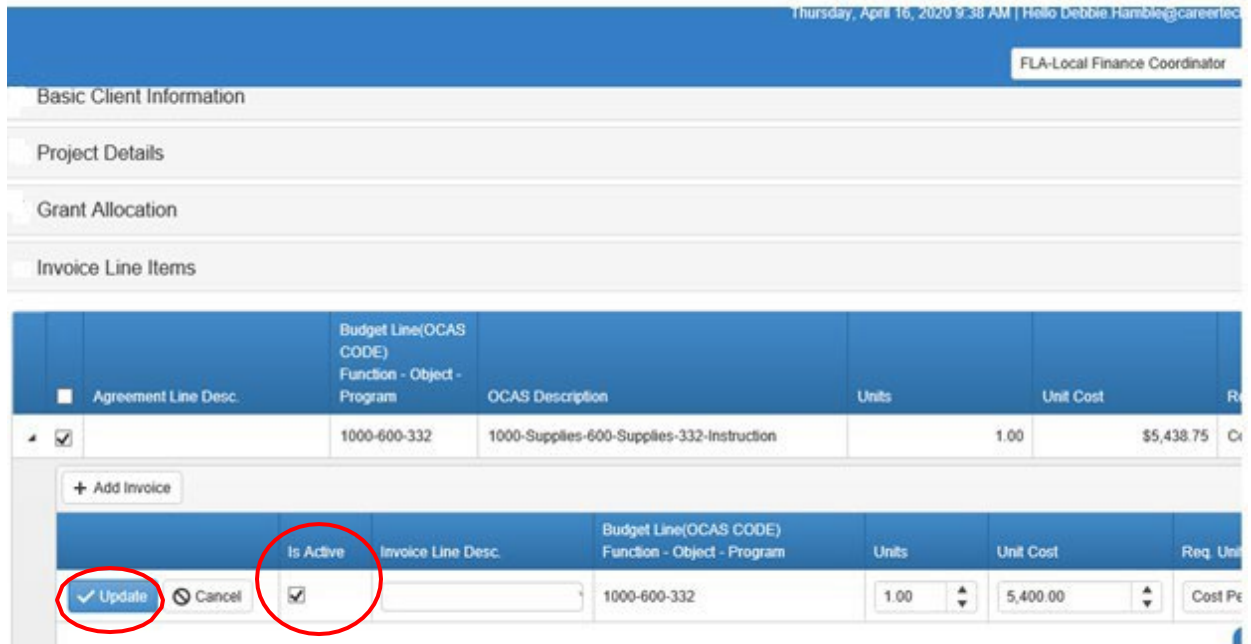 Thursday, April 16, 2020 9:38 AM | Hello Debbie.Hamble@careertec
FLA-Local Finance Coordinator
Basic Client Information
Project Details
Grant Allocation
Invoice Line Items
Agreement Line Desc.
Budget Line(OCAS
CODE)
Function - Object -
Program
OCAS Description
Units
Unit Cost
1000-600-332
1000-Supplies-600-Supplies-332-Instruction
1.00
$5,438.75
+ Add Invoice
Is Active
Invoice Line Desc.
Budget Line(OCAS CODE)
Function - Object - Program
Units
Unit Cost
Req. Unit
Update
Cancel
1000-600-332
1.00
5,400.00
Cost Pe